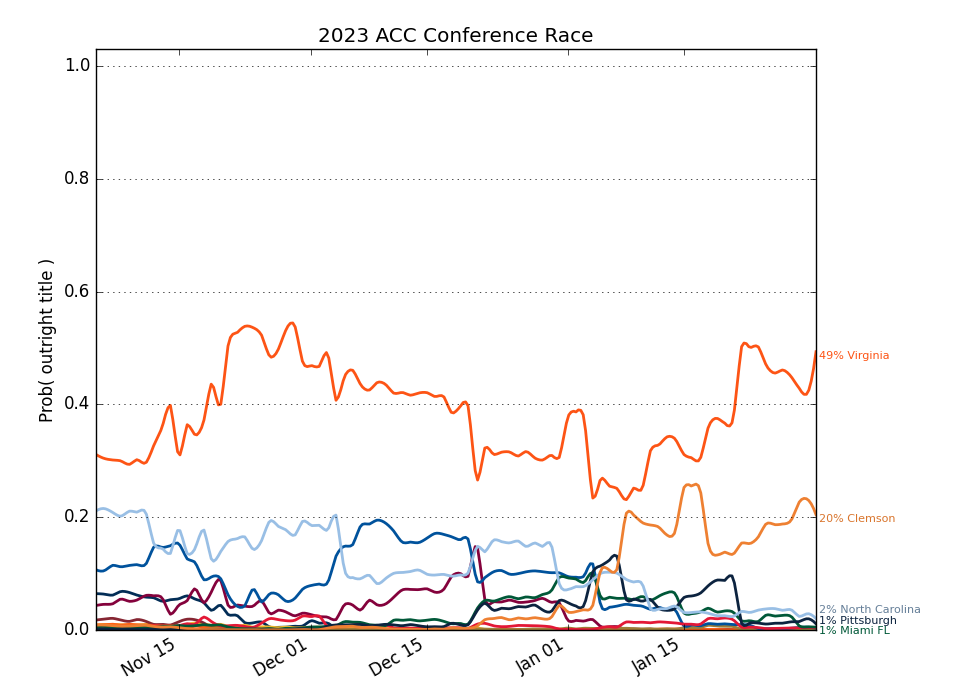 2023 ACC Conference Race
Prob( outright title )
1.0
0.8
0.6
0.4
0.2
0.0
Nov 15
Dec 01
Dec 15
Jan 01
Jan 15
49% Virginia
20% Clemson
2% North Carolina
1% Pittsburgh
1% Miami FL